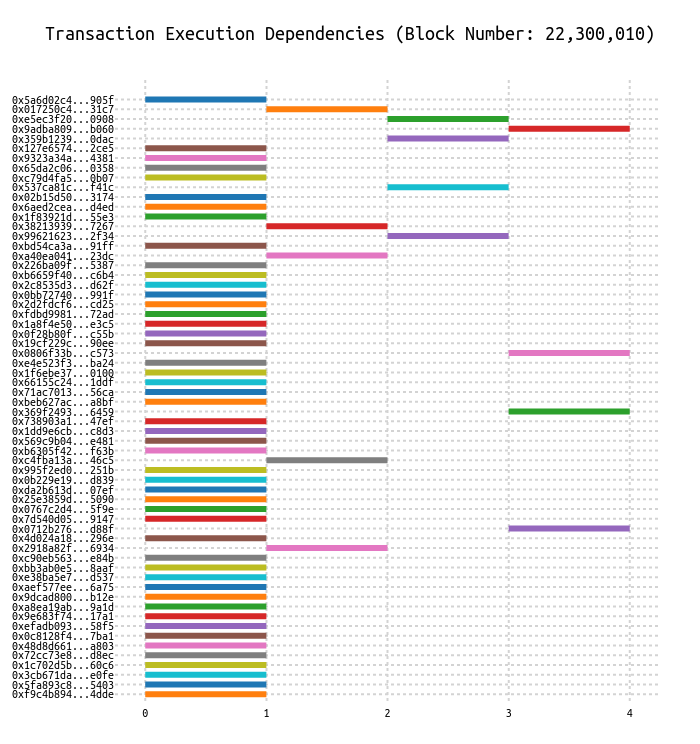 Transaction Execution Dependencies (Block Number: 22,300,010)
0x5a6d02c4...905f
0x017250c4...31c7
0xe5ec3f20...0908
0x9adba809...b060
0x359b1239...0dac
0x127e6574...2ce5
0x9323a34a...4381
0x65da2c06...0358
0xc79d4fa5...0b07
0x537ca81c...f41c
0x02b15d50...3174
0x6aed2cea...d4ed
0x1f83921d...55e3
0x38213939...7267
0x99621623...2f34
0xbd54ca3a...91ff
0xa40ea041...23dc
0x226ba09f...5387
0xb6659f40...c6b4
0x2c8535d3...d62f
0x0bb72740...991f
0x2d2fdcf6...cd25
0xfdbd9981...72ad
0x1a8f4e50...e3c5
0x0f28b80f...c55b
0x19cf229c...90ee
0x0806f33b...c573
0xe4e523f3...ba24
0x1f6ebe37...0100
0x66155c24...1ddf
0x71ac7013...56ca
0xbeb627ac...a8bf
0x369f2493...6459
0x738903a1...47ef
0x1dd9e6cb...c8d3
0x569c9b04...e481
0xb6305f42...f63b
0xc4fba13a...46c5
0x995f2ed0...251b
0x0b229e19...d839
0xda2b613d...07ef
0x25e3859d...5090
0x0767c2d4...5f9e
0x7d540d05...9147
0x0712b276...d88f
0x4d024a18...296e
0x2918a82f...6934
0xc90eb563...e84b
0xbb3ab0e5...8aaf
0xe38ba5e7...d537
0xaef577ee...6a75
0x9dcad800...b12e
0xa8ea19ab...9a1d
0x9e683f74...17a1
0xefadb093...58f5
0x0c8128f4...7ba1
0x48d8d661...a803
0x72cc73e8...d8ec
0x1c702d5b...60c6
0x3cb671da...e0fe
0x5fa893c8...5403
0xf9c4b894...4dde
0 1 2 3 4